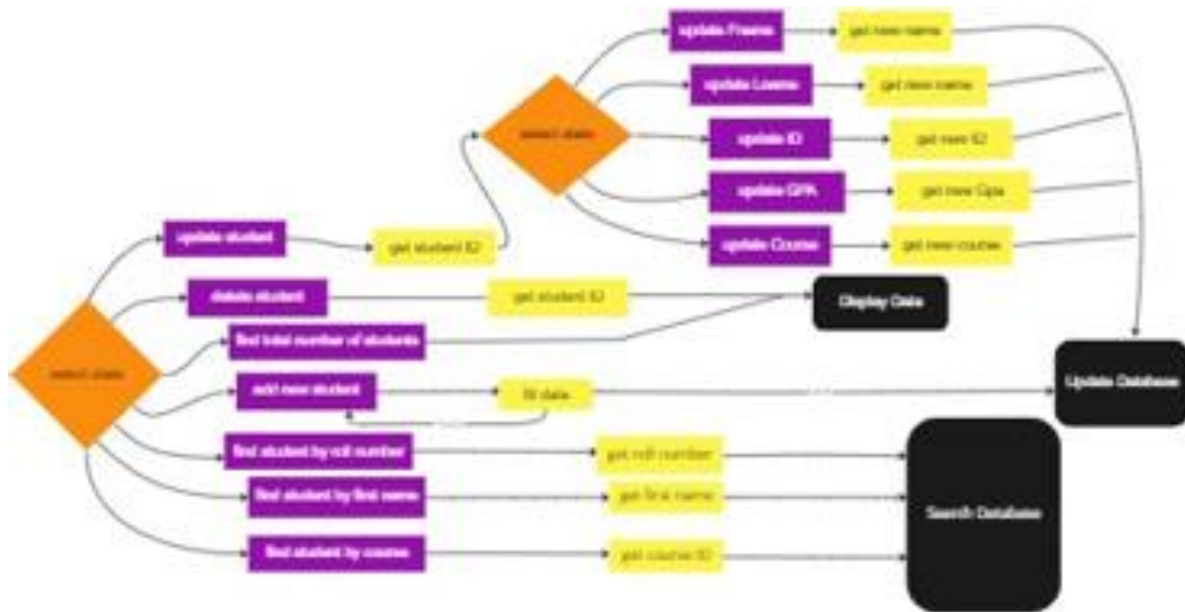 update Fname
get new name
update Lname
get new name
select state
update ID
get new ID
update GPA
get new Gpa
update student
get student ID
update Course
get new course
delete student
get student ID
Display Data
find total number of students
select state
add new student
fill data
Update Database
find student by roll number
get roll number
find student by first name
get first name
Search Database
find student by course
get course ID